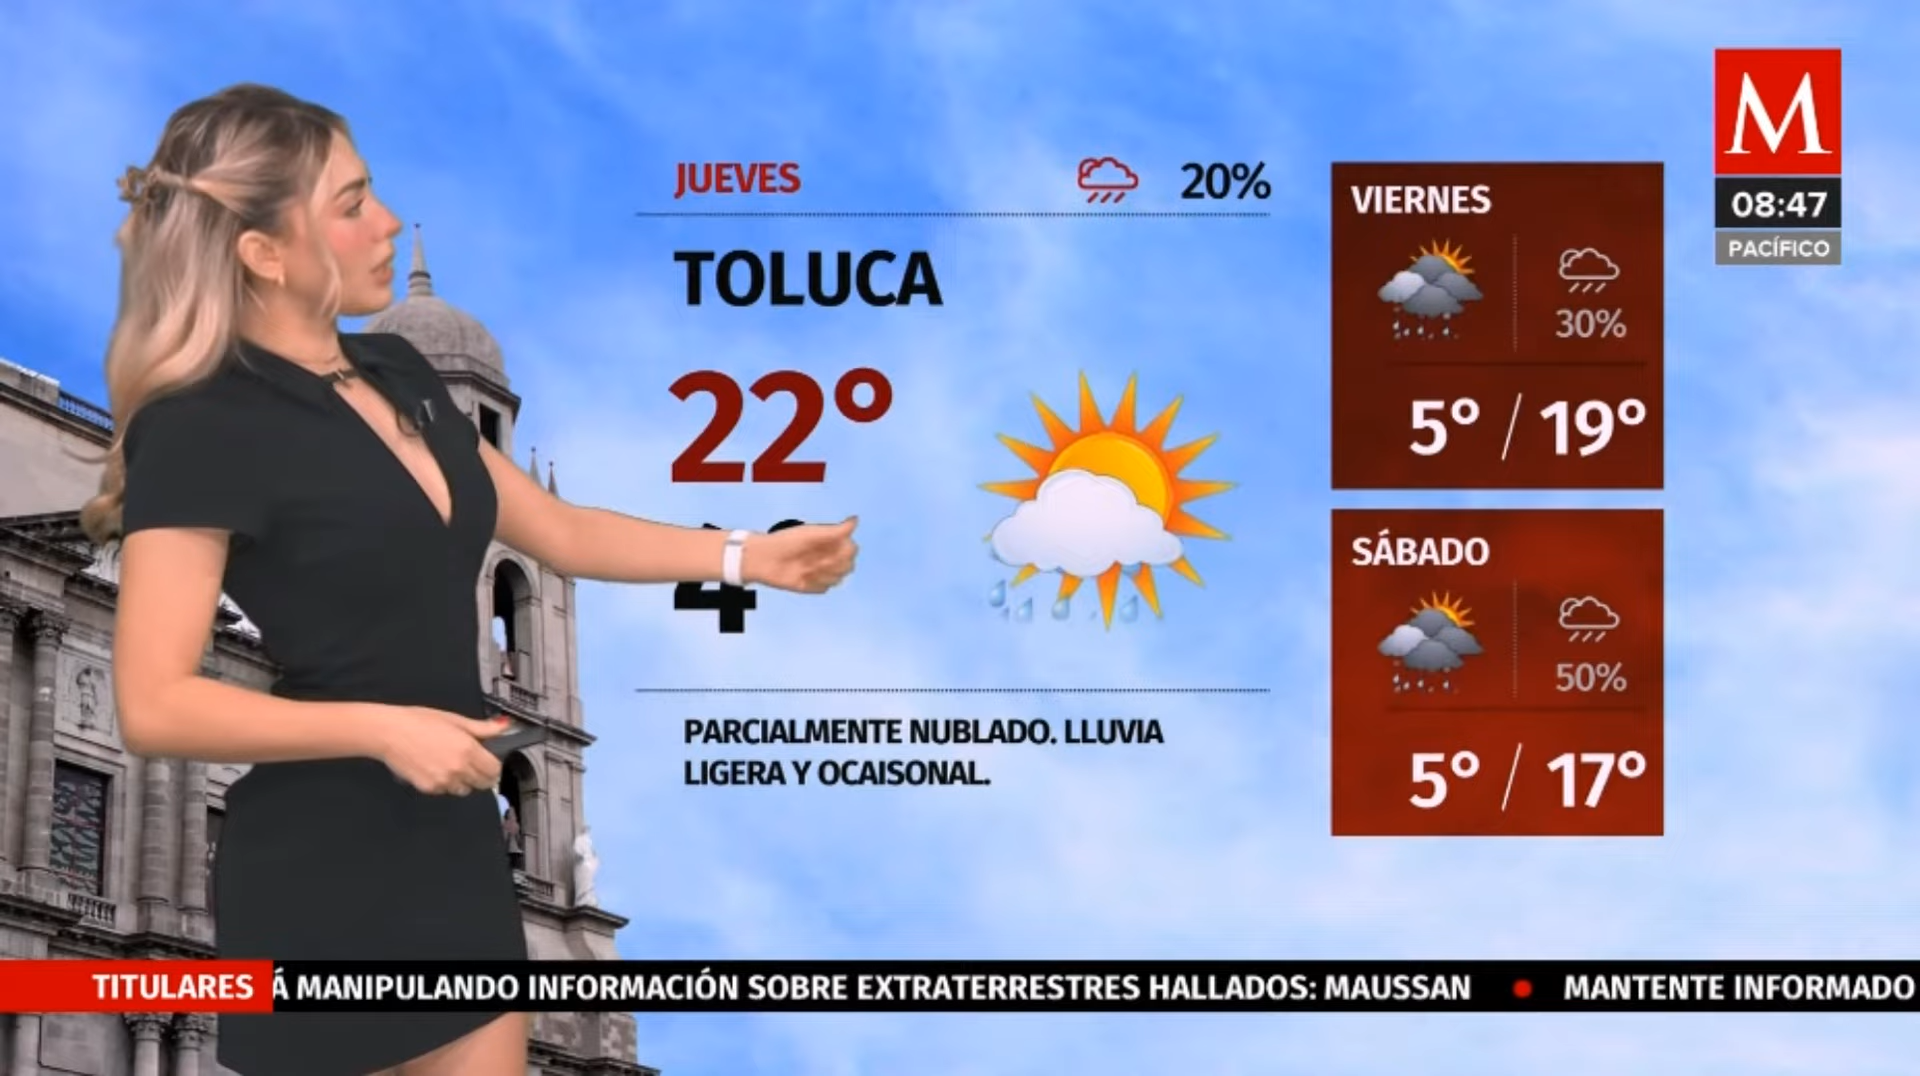 JUEVES 20%
TOLUCA
22°
4°
PARCIALMENTE NUBLADO. LLUVIA
LIGERA Y OCAISONAL.
VIERNES
30%
5° / 19°
SÁBADO
50%
5° / 17°
M
08:47
PACÍFICO
TITULARES Á MANIPULANDO INFORMACIÓN SOBRE EXTRATERRESTRES HALLADOS: MAUSSAN • MANTENTE INFORMADO